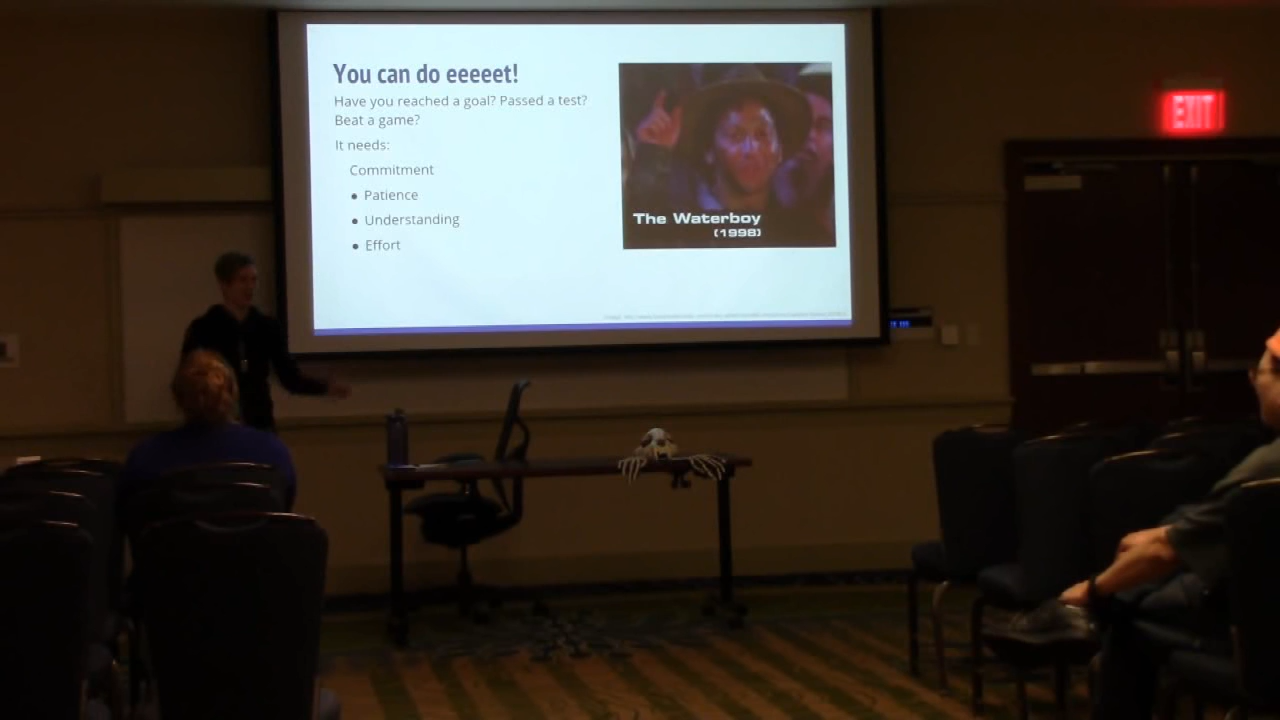 You can do eeeeet!
Have you reached a goal? Passed a test?
Beat a game?
It needs:
Commitment
• Patience
• Understanding
• Effort
The Waterboy
(1998)
EXIT